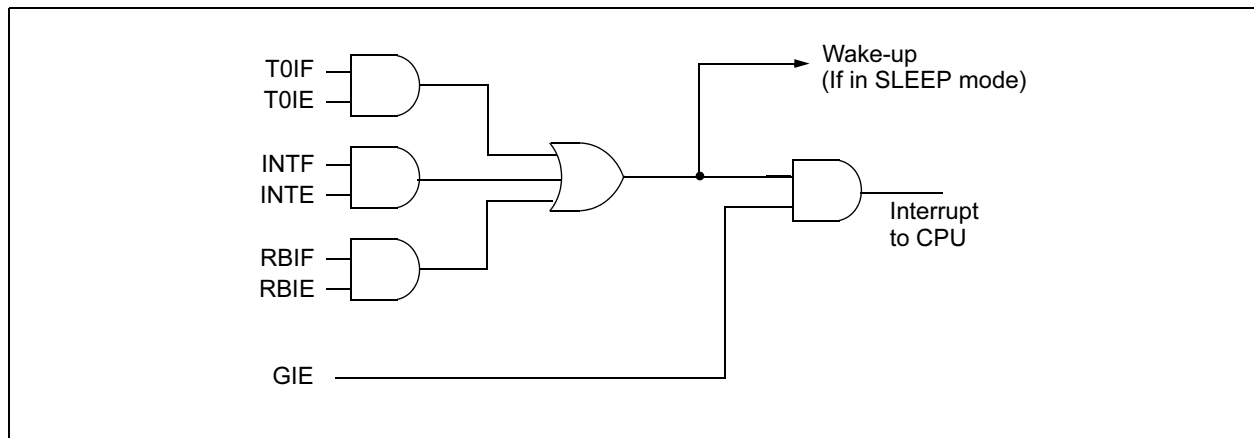 T0IF
T0IE
INTF
INTE
RBIF
RBIE
GIE
Wake-up
(If in SLEEP mode)
Interrupt
to CPU